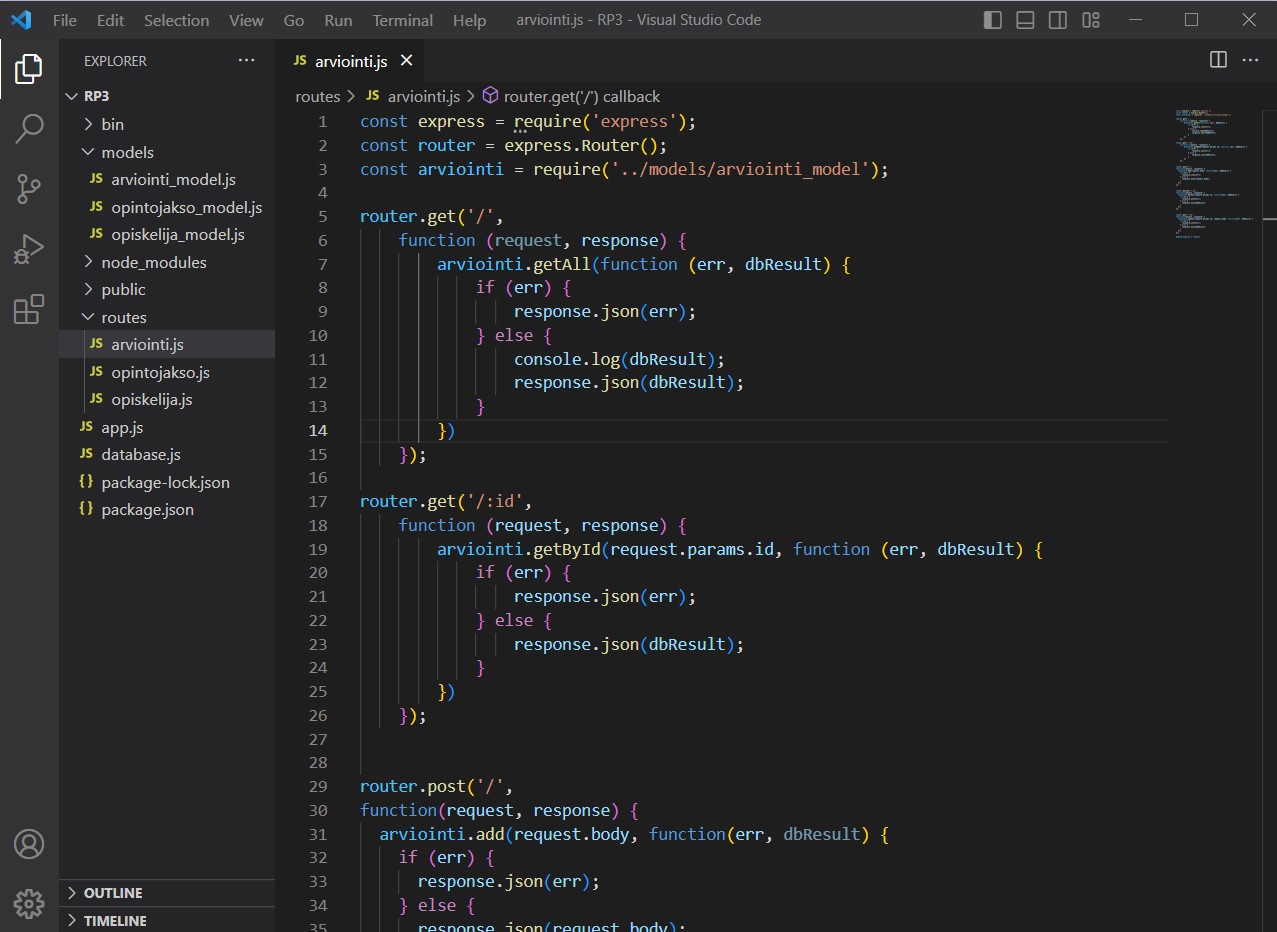 File Edit Selection View Go Run Terminal Help arviointi.js - RP3 - Visual Studio Code
EXPLORER
RP3
bin
models
JS arviointi_model.js
JS opintojakso_model.js
JS opiskelija_model.js
node_modules
public
routes
JS arviointi.js
JS opintojakso.js
JS opiskelija.js
JS app.js
JS database.js
{} package-lock.json
{} package.json
OUTLINE
TIMELINE
JS arviointi.js
routes > JS arviointi.js > router.get('/') callback
1 const express = require('express');
2 const router = express.Router();
3 const arviointi = require('../models/arviointi_model');
4
5 router.get('/',
6 function (request, response) {
7 arviointi.getAll(function (err, dbResult) {
8 if (err) {
9 response.json(err);
10 } else {
11 console.log(dbResult);
12 response.json(dbResult);
13 }
14 })
15 });
16
17 router.get('/:id',
18 function (request, response) {
19 arviointi.getById(request.params.id, function (err, dbResult) {
20 if (err) {
21 response.json(err);
22 } else {
23 response.json(dbResult);
24 }
25 })
26 });
27
28
29 router.post('/',
30 function(request, response) {
31 arviointi.add(request.body, function(err, dbResult) {
32 if (err) {
33 response.json(err);
34 } else {
35 response.json(request.body);